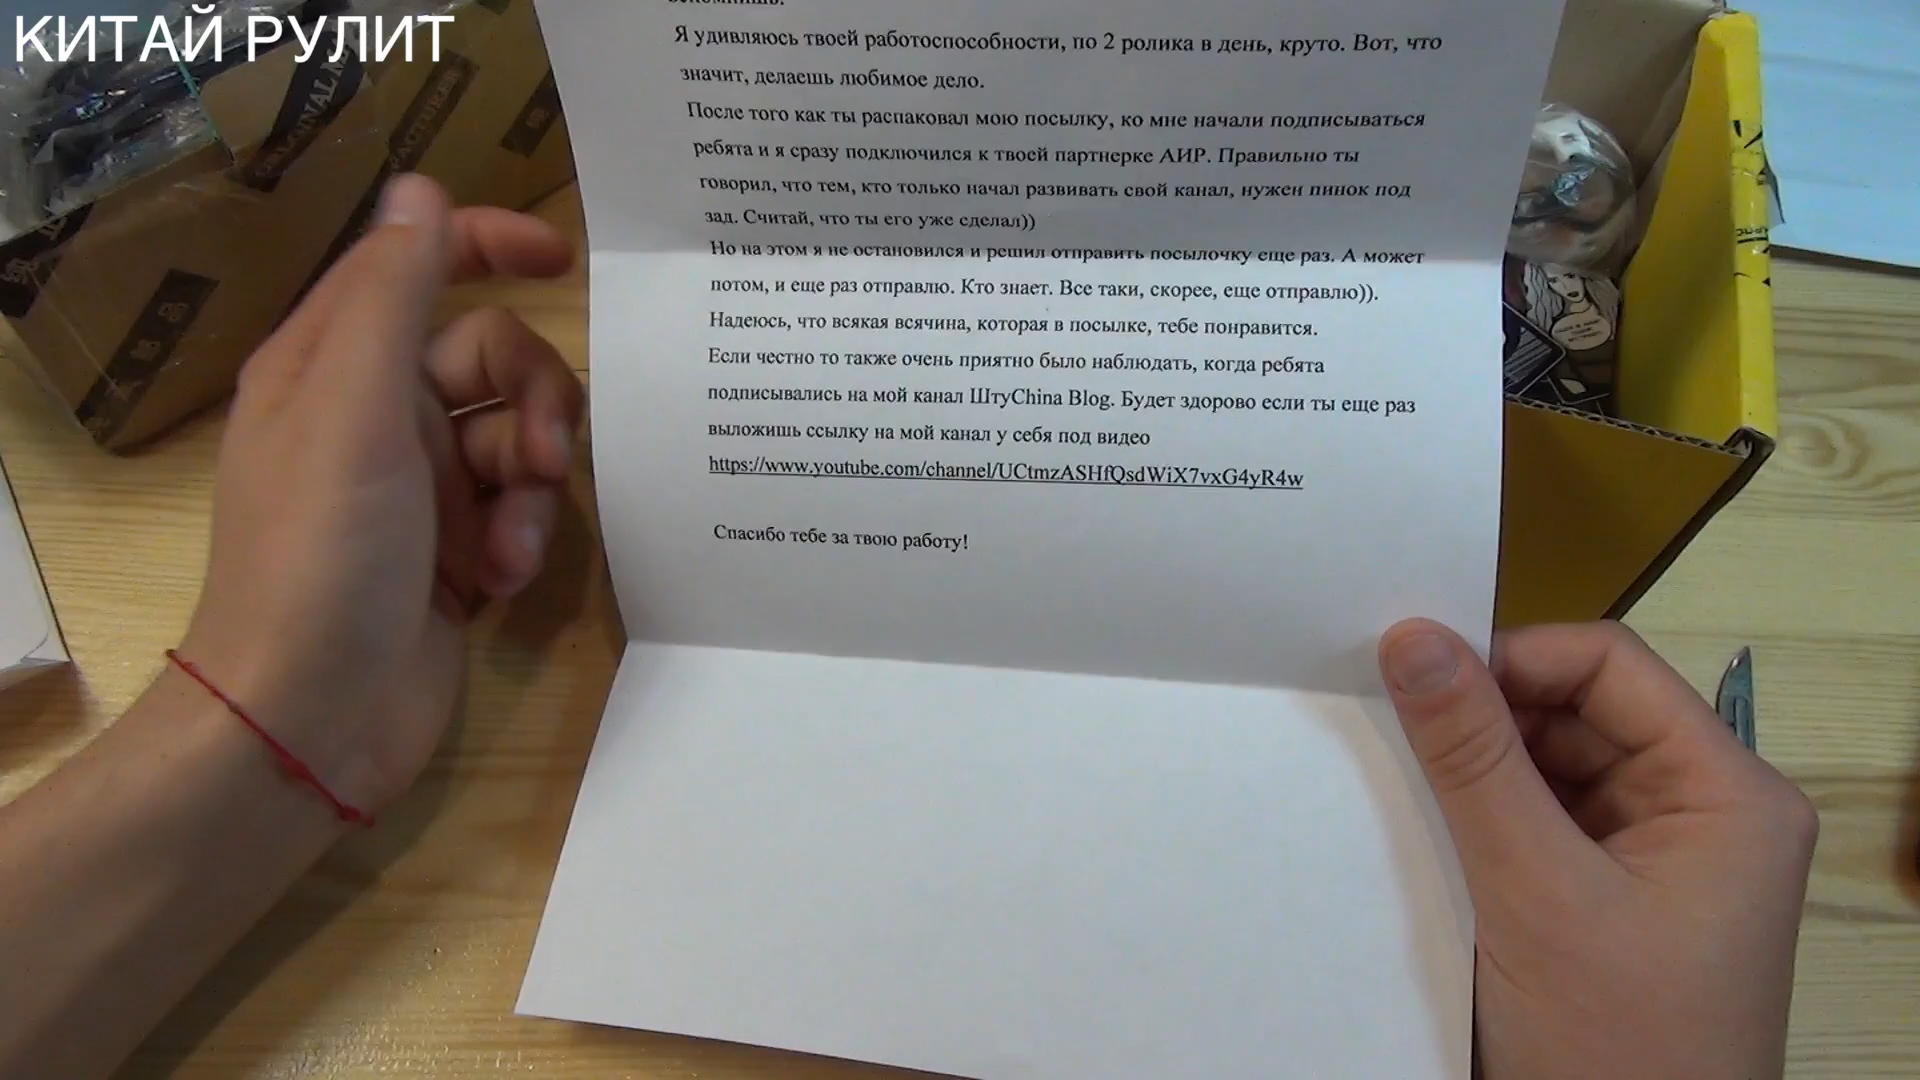 КИТАЙ РУЛИТ
Я удивляюсь твоей работоспособности, по 2 ролика в день, круто. Вот, что
значит, делаешь любимое дело.
После того как ты распаковал мою посылку, ко мне начали подписываться
ребята и я сразу подключился к твоей партнерке АИР. Правильно ты
говорил, что тем, кто только начал развивать свой канал, нужен пинок под
зад. Считай, что ты его уже сделал))
Но на этом я не остановился и решил отправить посылочку еще раз. А может
потом, и еще раз отправлю. Кто знает. Все таки, скорее, еще отправлю)).
Надеюсь, что всякая всячина, которая в посылке, тебе понравится.
Если честно то также очень приятно было наблюдать, когда ребята
подписывались на мой канал ШтуChina Blog. Будет здорово если ты еще раз
выложишь ссылку на мой канал у себя под видео
https://www.youtube.com/channel/UCtmzASHfQsdWiX7vxG4yR4w
Спасибо тебе за твою работу!